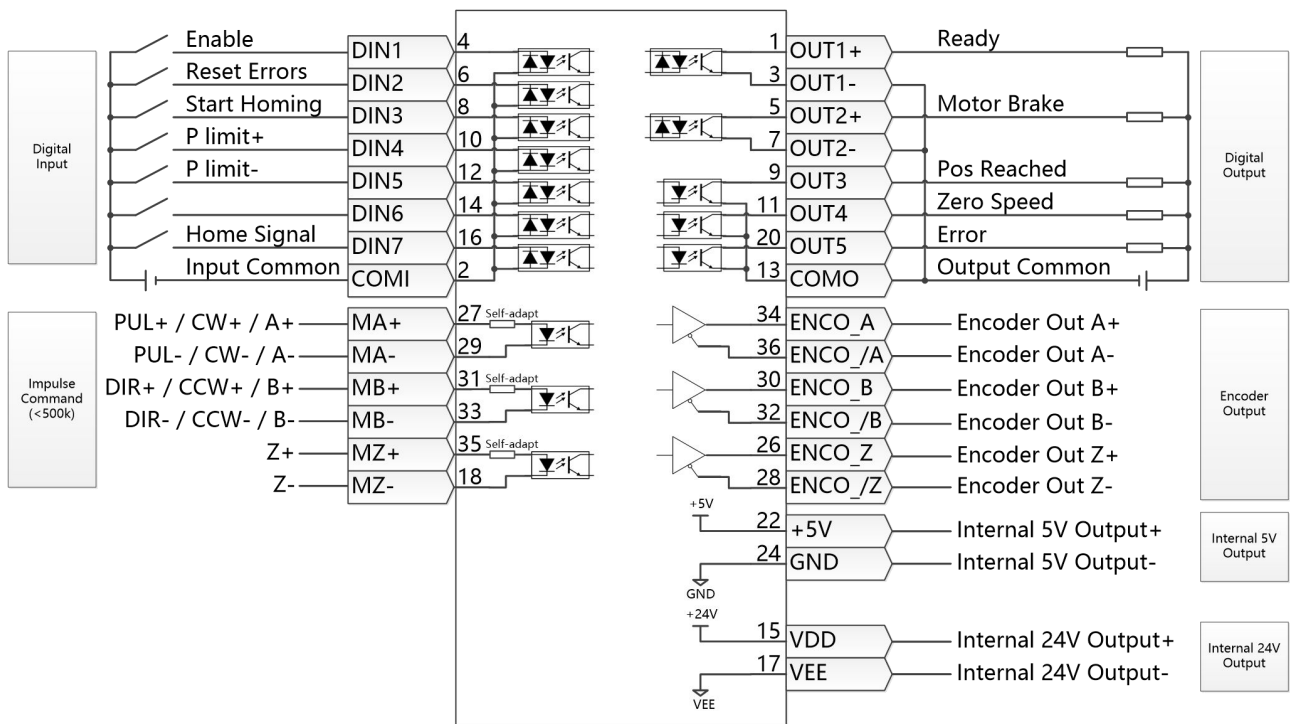 Digital
Input
Enable
DIN1
4
Reset Errors
DIN2
6
Start Homing
DIN3
8
P limit+
DIN4
10
P limit-
DIN5
12
DIN6
14
Home Signal
DIN7
16
Input Common
COMI
2
Impulse
Command
(<500k)
PUL+ / CW+ / A+
MA+
27
Self-adapt
PUL- / CW- / A-
MA-
29
DIR+ / CCW+ / B+
MB+
31
Self-adapt
DIR- / CCW- / B-
MB-
33
Z+
MZ+
35
Self-adapt
Z-
MZ-
18
1
OUT1+
Ready
3
OUT1-
5
OUT2+
Motor Brake
7
OUT2-
9
OUT3
Pos Reached
11
OUT4
Zero Speed
20
OUT5
Error
13
COMO
Output Common
Digital
Output
34
ENCO_A
Encoder Out A+
36
ENCO_/A
Encoder Out A-
30
ENCO_B
Encoder Out B+
32
ENCO_/B
Encoder Out B-
26
ENCO_Z
Encoder Out Z+
28
ENCO_/Z
Encoder Out Z-
Encoder
Output
+5V
22
+5V
Internal 5V Output+
24
GND
Internal 5V Output-
GND
Internal 5V
Output
+24V
15
VDD
Internal 24V Output+
17
VEE
Internal 24V Output-
VEE
Internal 24V
Output